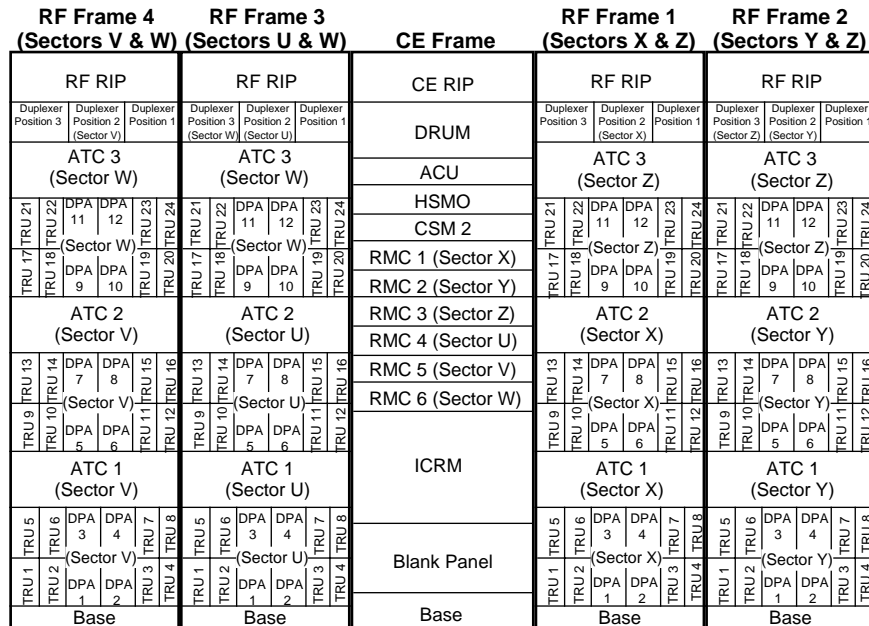 RF Frame 4
(Sectors V & W)
RF RIP
Duplexer Position 3
Duplexer Position 2 (Sector V)
Duplexer Position 1
ATC 3
(Sector W)
TRU 21
TRU 22
DPA 11
DPA 12
TRU 23
TRU 24
(Sector W)
TRU 17
TRU 18
DPA 9
DPA 10
TRU 19
TRU 20
ATC 2
(Sector V)
TRU 13
TRU 14
DPA 7
DPA 8
TRU 15
TRU 16
(Sector V)
TRU 9
TRU 10
DPA 5
DPA 6
TRU 11
TRU 12
ATC 1
(Sector V)
TRU 5
TRU 6
DPA 3
DPA 4
TRU 7
TRU 8
(Sector V)
TRU 1
TRU 2
DPA 1
DPA 2
TRU 3
TRU 4
Base
RF Frame 3
(Sectors U & W)
RF RIP
Duplexer Position 3 (Sector W)
Duplexer Position 2 (Sector U)
Duplexer Position 1
ATC 3
(Sector W)
TRU 21
TRU 22
DPA 11
DPA 12
TRU 23
TRU 24
(Sector W)
TRU 17
TRU 18
DPA 9
DPA 10
TRU 19
TRU 20
ATC 2
(Sector U)
TRU 13
TRU 14
DPA 7
DPA 8
TRU 15
TRU 16
(Sector U)
TRU 9
TRU 10
DPA 5
DPA 6
TRU 11
TRU 12
ATC 1
(Sector U)
TRU 5
TRU 6
DPA 3
DPA 4
TRU 7
TRU 8
(Sector U)
TRU 1
TRU 2
DPA 1
DPA 2
TRU 3
TRU 4
Base
CE Frame
CE RIP
DRUM
ACU
HSMO
CSM 2
RMC 1 (Sector X)
RMC 2 (Sector Y)
RMC 3 (Sector Z)
RMC 4 (Sector U)
RMC 5 (Sector V)
RMC 6 (Sector W)
ICRM
Blank Panel
Base
RF Frame 1
(Sectors X & Z)
RF RIP
Duplexer Position 3
Duplexer Position 2 (Sector X)
Duplexer Position 1
ATC 3
(Sector Z)
TRU 21
TRU 22
DPA 11
DPA 12
TRU 23
TRU 24
(Sector Z)
TRU 17
TRU 18
DPA 9
DPA 10
TRU 19
TRU 20
ATC 2
(Sector X)
TRU 13
TRU 14
DPA 7
DPA 8
TRU 15
TRU 16
(Sector X)
TRU 9
TRU 10
DPA 5
DPA 6
TRU 11
TRU 12
ATC 1
(Sector X)
TRU 5
TRU 6
DPA 3
DPA 4
TRU 7
TRU 8
(Sector X)
TRU 1
TRU 2
DPA 1
DPA 2
TRU 3
TRU 4
Base
RF Frame 2
(Sectors Y & Z)
RF RIP
Duplexer Position 3 (Sector Z)
Duplexer Position 2 (Sector Y)
Duplexer Position 1
ATC 3
(Sector Z)
TRU 21
TRU 22
DPA 11
DPA 12
TRU 23
TRU 24
(Sector Z)
TRU 17
TRU 18
DPA 9
DPA 10
TRU 19
TRU 20
ATC 2
(Sector Y)
TRU 13
TRU 14
DPA 7
DPA 8
TRU 15
TRU 16
(Sector Y)
TRU 9
TRU 10
DPA 5
DPA 6
TRU 11
TRU 12
ATC 1
(Sector Y)
TRU 5
TRU 6
DPA 3
DPA 4
TRU 7
TRU 8
(Sector Y)
TRU 1
TRU 2
DPA 1
DPA 2
TRU 3
TRU 4
Base